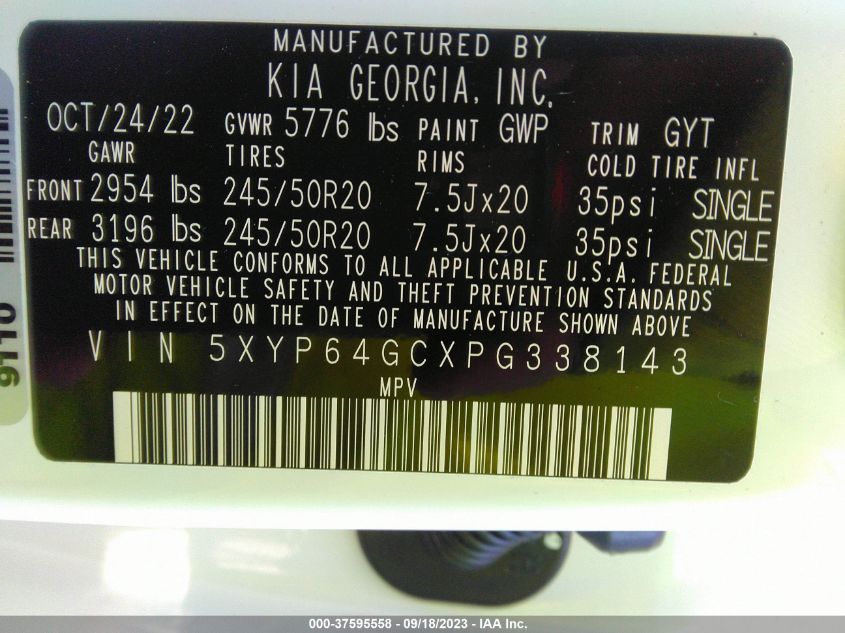 MANUFACTURED BY
KIA GEORGIA, INC.
OCT/24/22 GVWR 5776 lbs PAINT GWP TRIM GYT
GAWR TIRES RIMS COLD TIRE INFL
FRONT 2954 lbs 245/50R20 7.5Jx20 35psi SINGLE
REAR 3196 lbs 245/50R20 7.5Jx20 35psi SINGLE
THIS VEHICLE CONFORMS TO ALL APPLICABLE U.S.A. FEDERAL
MOTOR VEHICLE SAFETY AND THEFT PREVENTION STANDARDS
IN EFFECT ON THE DATE OF MANUFACTURE SHOWN ABOVE
VIN 5XYP64GCXPG338143
MPV
000-37595558 - 09/18/2023 - IAA Inc.